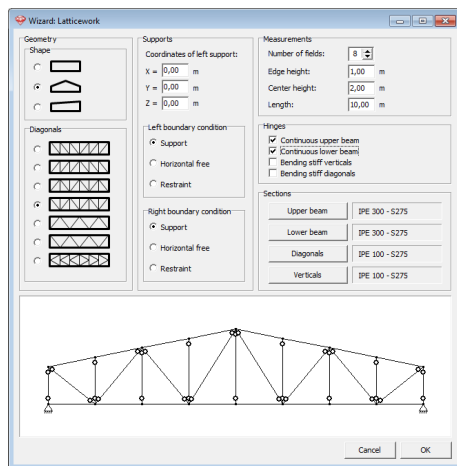 Wizard: Latticework
Geometry
Shape
Diagonals
Supports
Coordinates of left support:
X = 0,00 m
Y = 0,00 m
Z = 0,00 m
Left boundary condition
Support
Horizontal free
Restraint
Right boundary condition
Support
Horizontal free
Restraint
Measurements
Number of fields: 8
Edge height: 1,00 m
Center height: 2,00 m
Length: 10,00 m
Hinges
Continuous upper beam
Continuous lower beam
Bending stiff verticals
Bending stiff diagonals
Sections
Upper beam IPE 300 - S275
Lower beam IPE 300 - S275
Diagonals IPE 100 - S275
Verticals IPE 100 - S275
Cancel OK